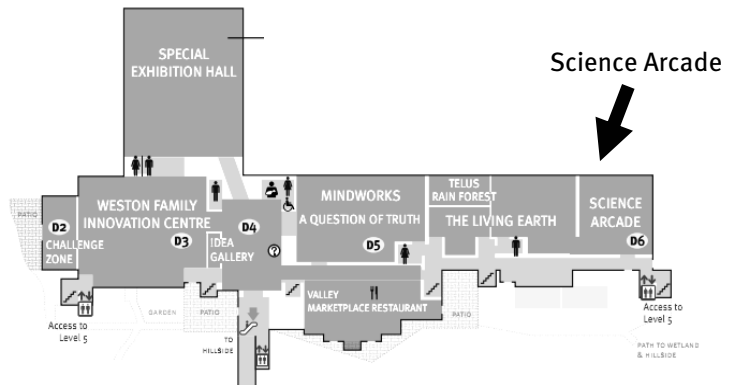 SPECIAL
EXHIBITION HALL
Science Arcade
WESTON FAMILY
INNOVATION CENTRE
D2
CHALLENGE
ZONE
D3
D4
IDEA
GALLERY
?
MINDWORKS
A QUESTION OF TRUTH
D5
TELUS
RAIN FOREST
THE LIVING EARTH
SCIENCE
ARCADE
D6
PATIO
VALLEY
MARKETPLACE RESTAURANT
GARDEN
PATIO
PATIO
Access to
Level 5
TO
HILLSIDE
Access to
Level 5
PATH TO WETLAND
& HILLSIDE